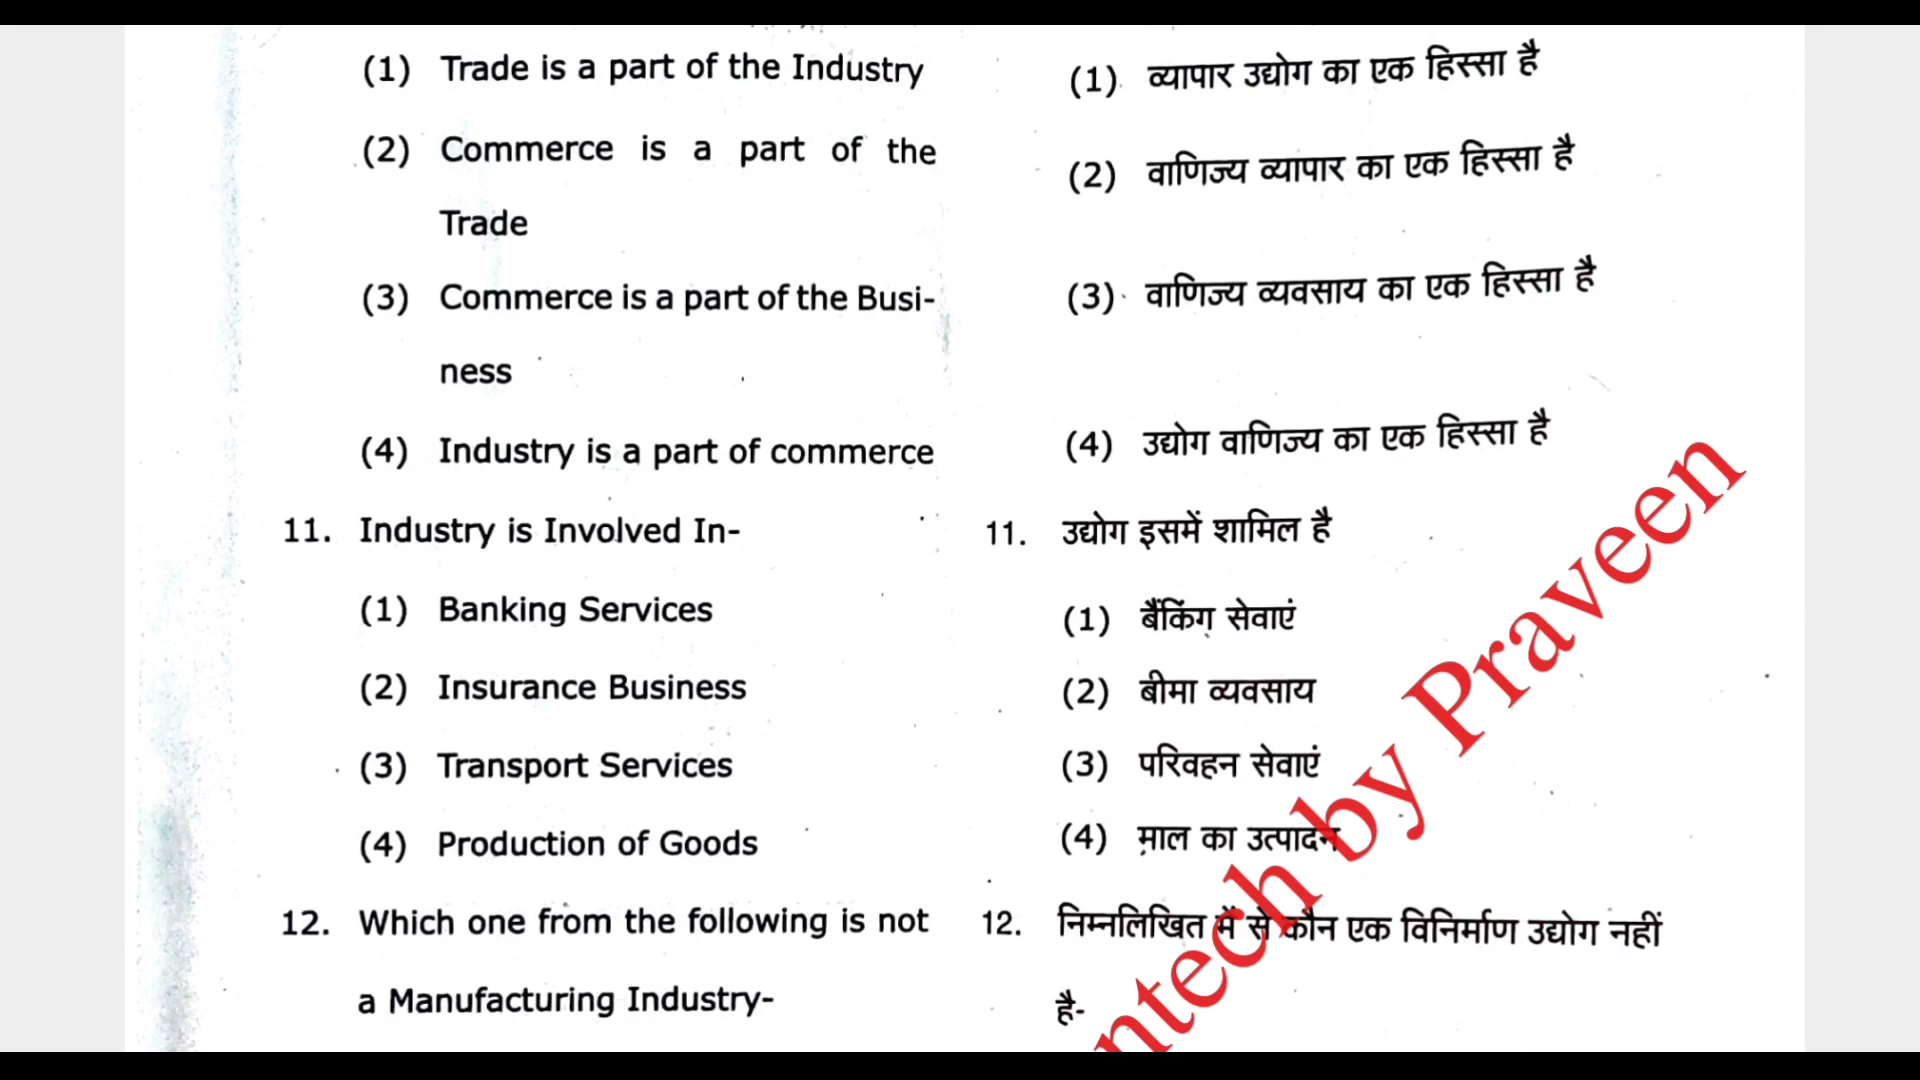 (1) Trade is a part of the Industry
(2) Commerce is a part of the
Trade
(3) Commerce is a part of the Busi-
ness
(4) Industry is a part of commerce
11. Industry is Involved In-
(1) Banking Services
(2) Insurance Business
(3) Transport Services
(4) Production of Goods
12. Which one from the following is not
a Manufacturing Industry-
(1) व्यापार उद्योग का एक हिस्सा है
(2) वाणिज्य व्यापार का एक हिस्सा है
(3) वाणिज्य व्यवसाय का एक हिस्सा है
(4) उद्योग वाणिज्य का एक हिस्सा है
11. उद्योग इसमें शामिल है
(1) बैंकिंग सेवाएं
(2) बीमा व्यवसाय
(3) परिवहन सेवाएं
(4) माल का उत्पादन
12. निम्नलिखित में से कौन एक विनिर्माण उद्योग नहीं
है-
ntech by Praveen